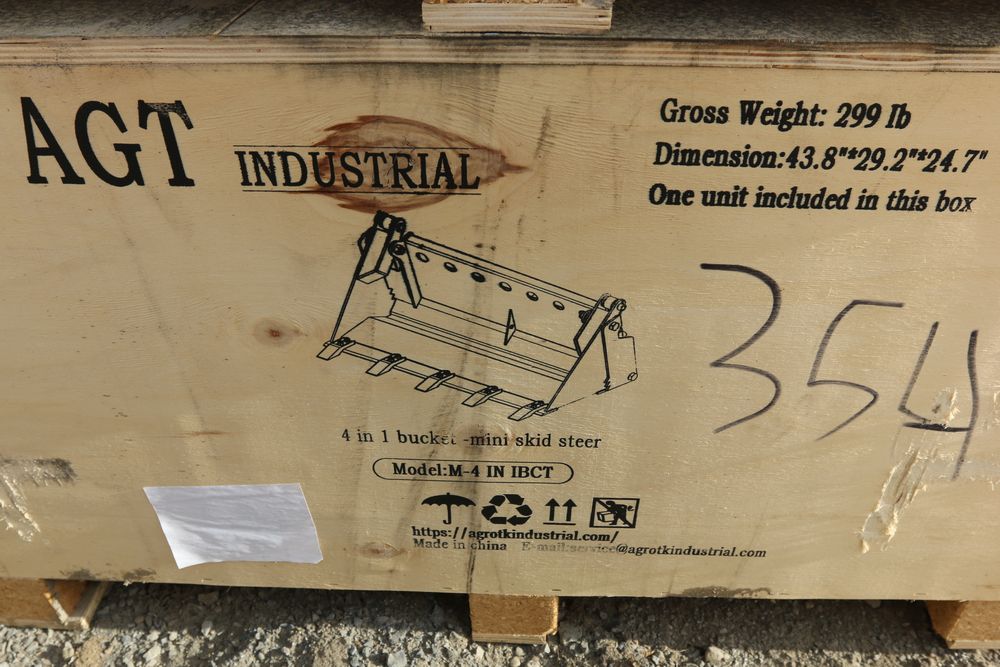 AGT
INDUSTRIAL
Gross Weight: 299 lb
Dimension:43.8"*29.2"*24.7"
One unit included in this box
354
4 in 1 bucket -mini skid steer
Model:M-4 IN IBCT
https://agrotkindustrial.com/
Made in china E-mail:service@agrotkindustrial.com